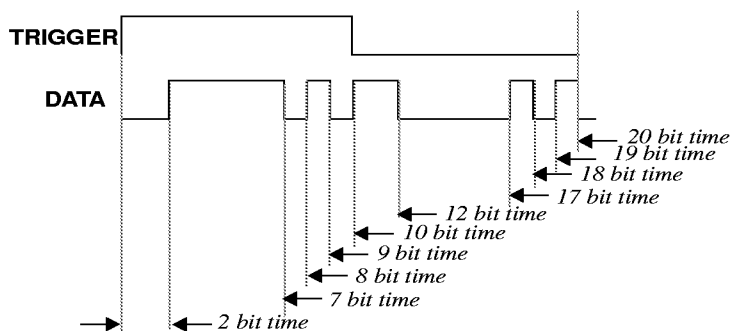 TRIGGER
DATA
20 bit time
19 bit time
18 bit time
17 bit time
12 bit time
10 bit time
9 bit time
8 bit time
7 bit time
2 bit time